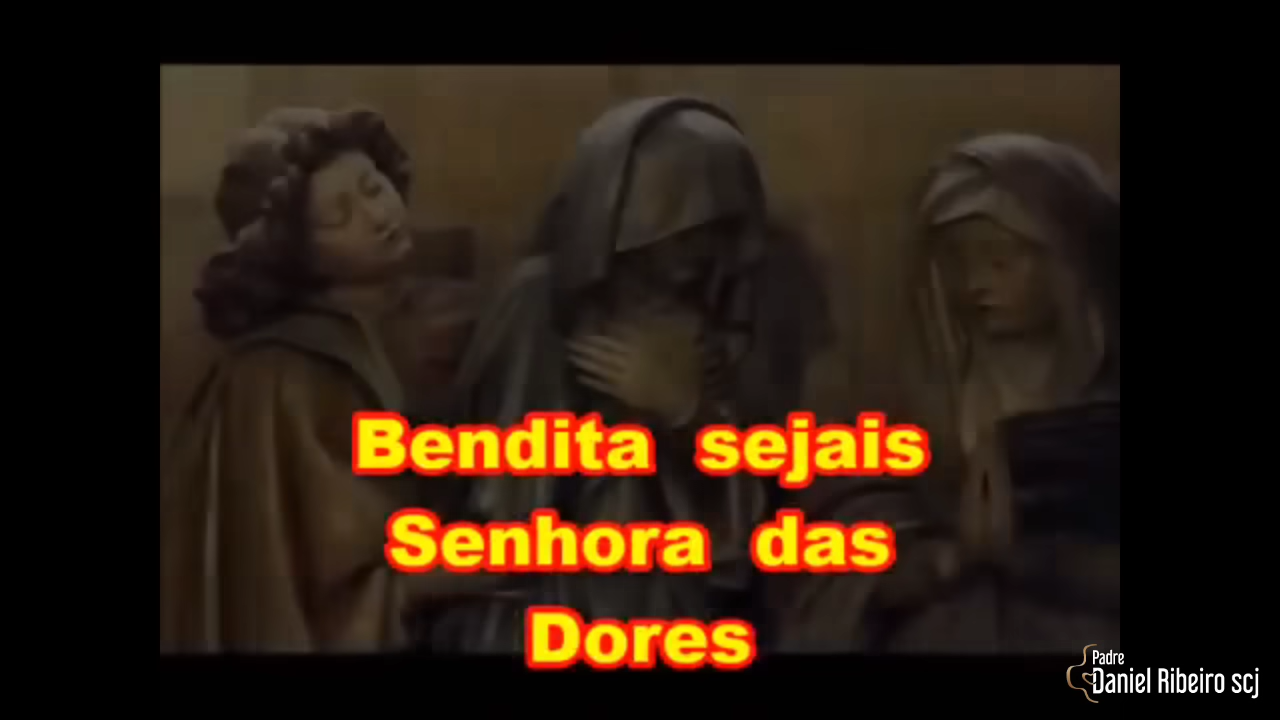 Bendita sejais
Senhora das
Dores
Padre
Daniel Ribeiro scj